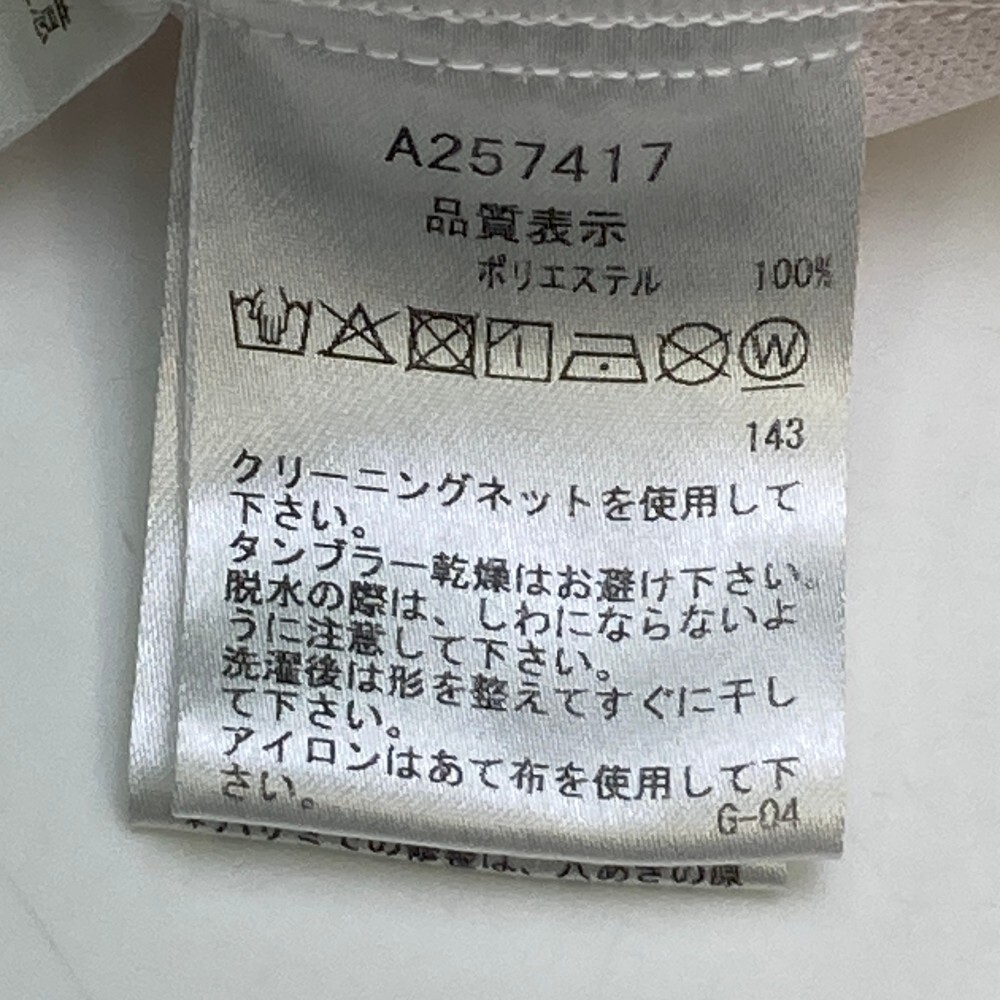 A257417
品質表示
ポリエステル 100%
W
143
クリーニングネットを使用して
下さい。
タンブラー乾燥はお避け下さい。
脱水の際は、しわにならないよ
うに注意して下さい。
洗濯後は形を整えてすぐに干し
て下さい。
アイロンはあて布を使用して下
さい。
G-04